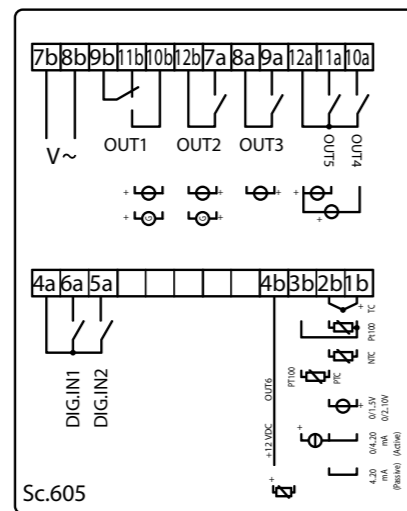 7b 8b 9b 11b 10b 12b 7a 8a 9a 12a 11a 10a
V~ OUT1 OUT2 OUT3 OUT5 OUT4
+ + + +
+ G G + +
4a 6a 5a 4b 3b 2b 1b
DIG.IN1
DIG.IN2
+ TC
Pt100
NTC
PT100 PTC
OUT6
+12 VDC
+ 0/1.5V
0/2.10V
+ 0/4.20 mA (Active)
4.20 mA (Passive)
+
Sc.605